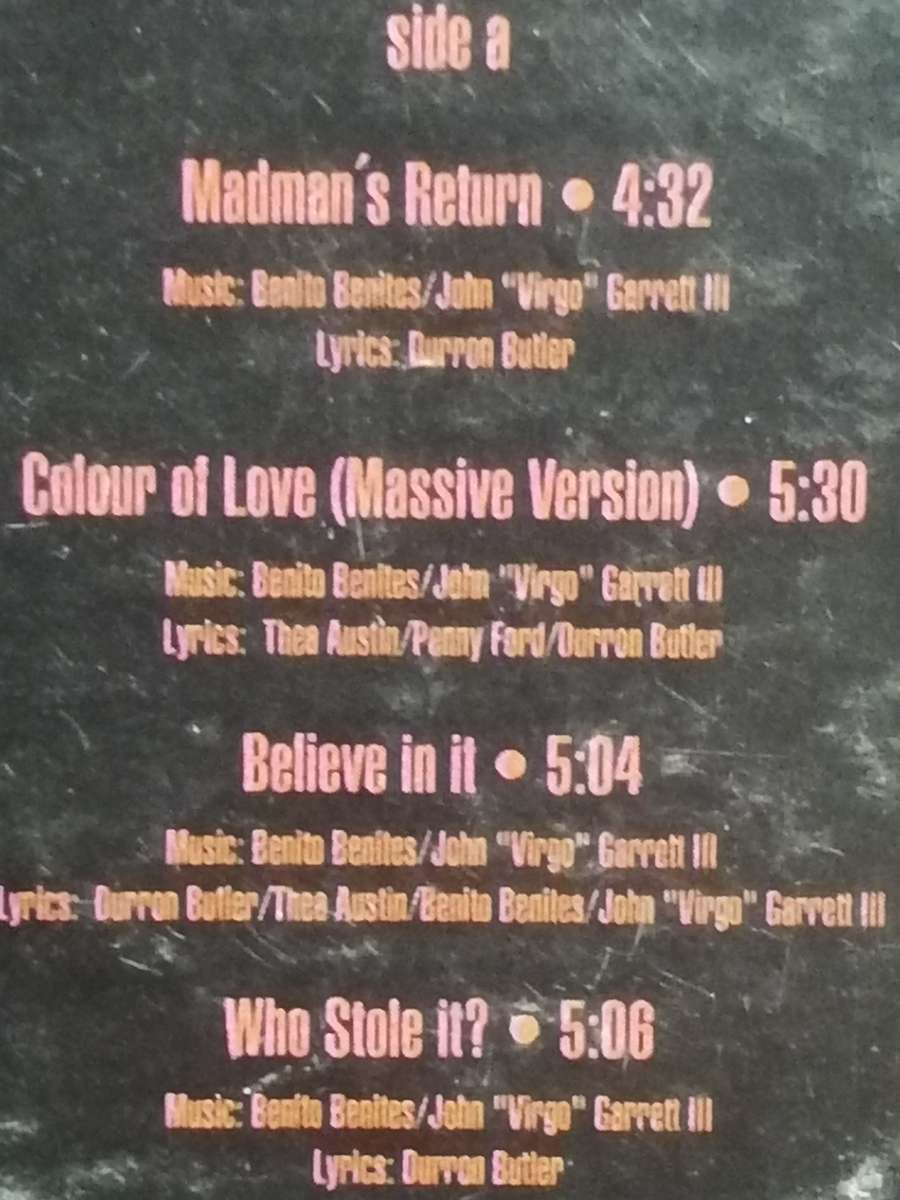 side a
Madman´s Return • 4:32
Music: Benito Benites/John "Virgo" Garrett III
Lyrics: Durron Butler
Colour of Love (Massive Version) • 5:30
Music: Benito Benites/John "Virgo" Garrett III
Lyrics: Thea Austin/Penny Ford/Durron Butler
Believe in it • 5:04
Music: Benito Benites/John "Virgo" Garrett III
Lyrics: Durron Butler/Thea Austin/Benito Benites/John "Virgo" Garrett III
Who Stole it? • 5:06
Music: Benito Benites/John "Virgo" Garrett III
Lyrics: Durron Butler